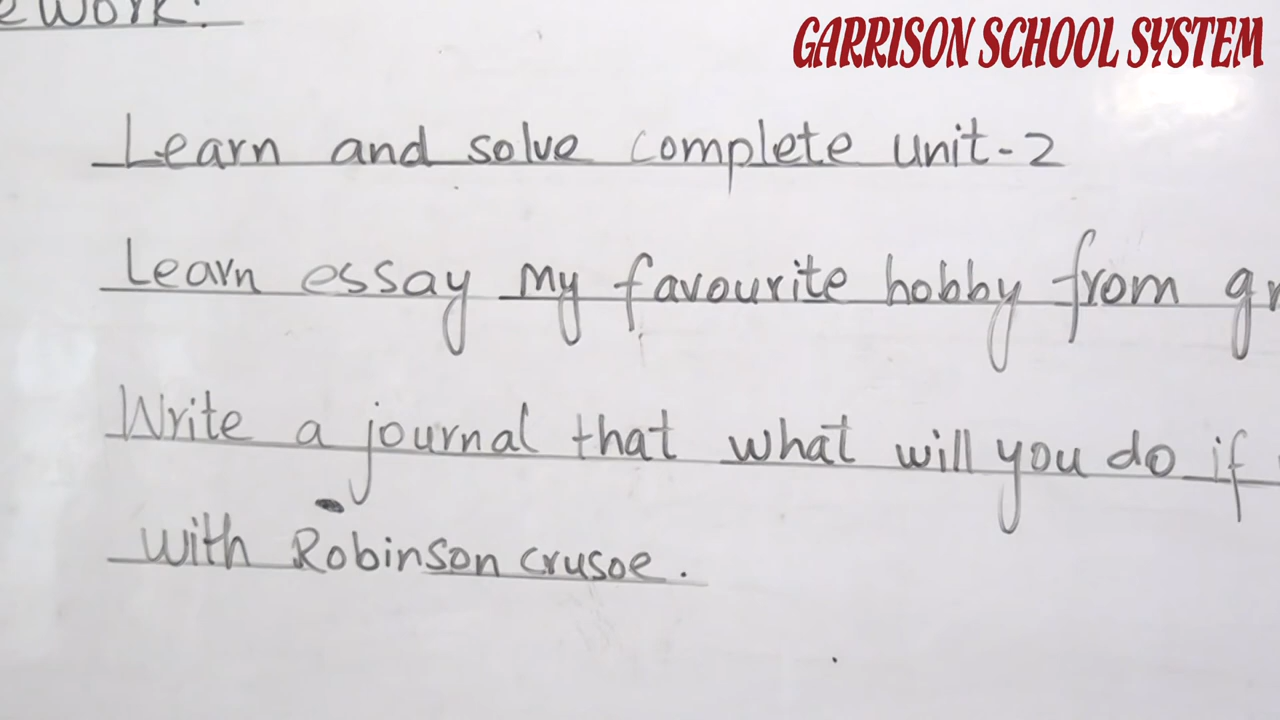 GARRISON SCHOOL SYSTEM
Learn and solve complete unit-2
Learn essay My favourite hobby from
Write a journal that what will you do if
with Robinson crusoe.